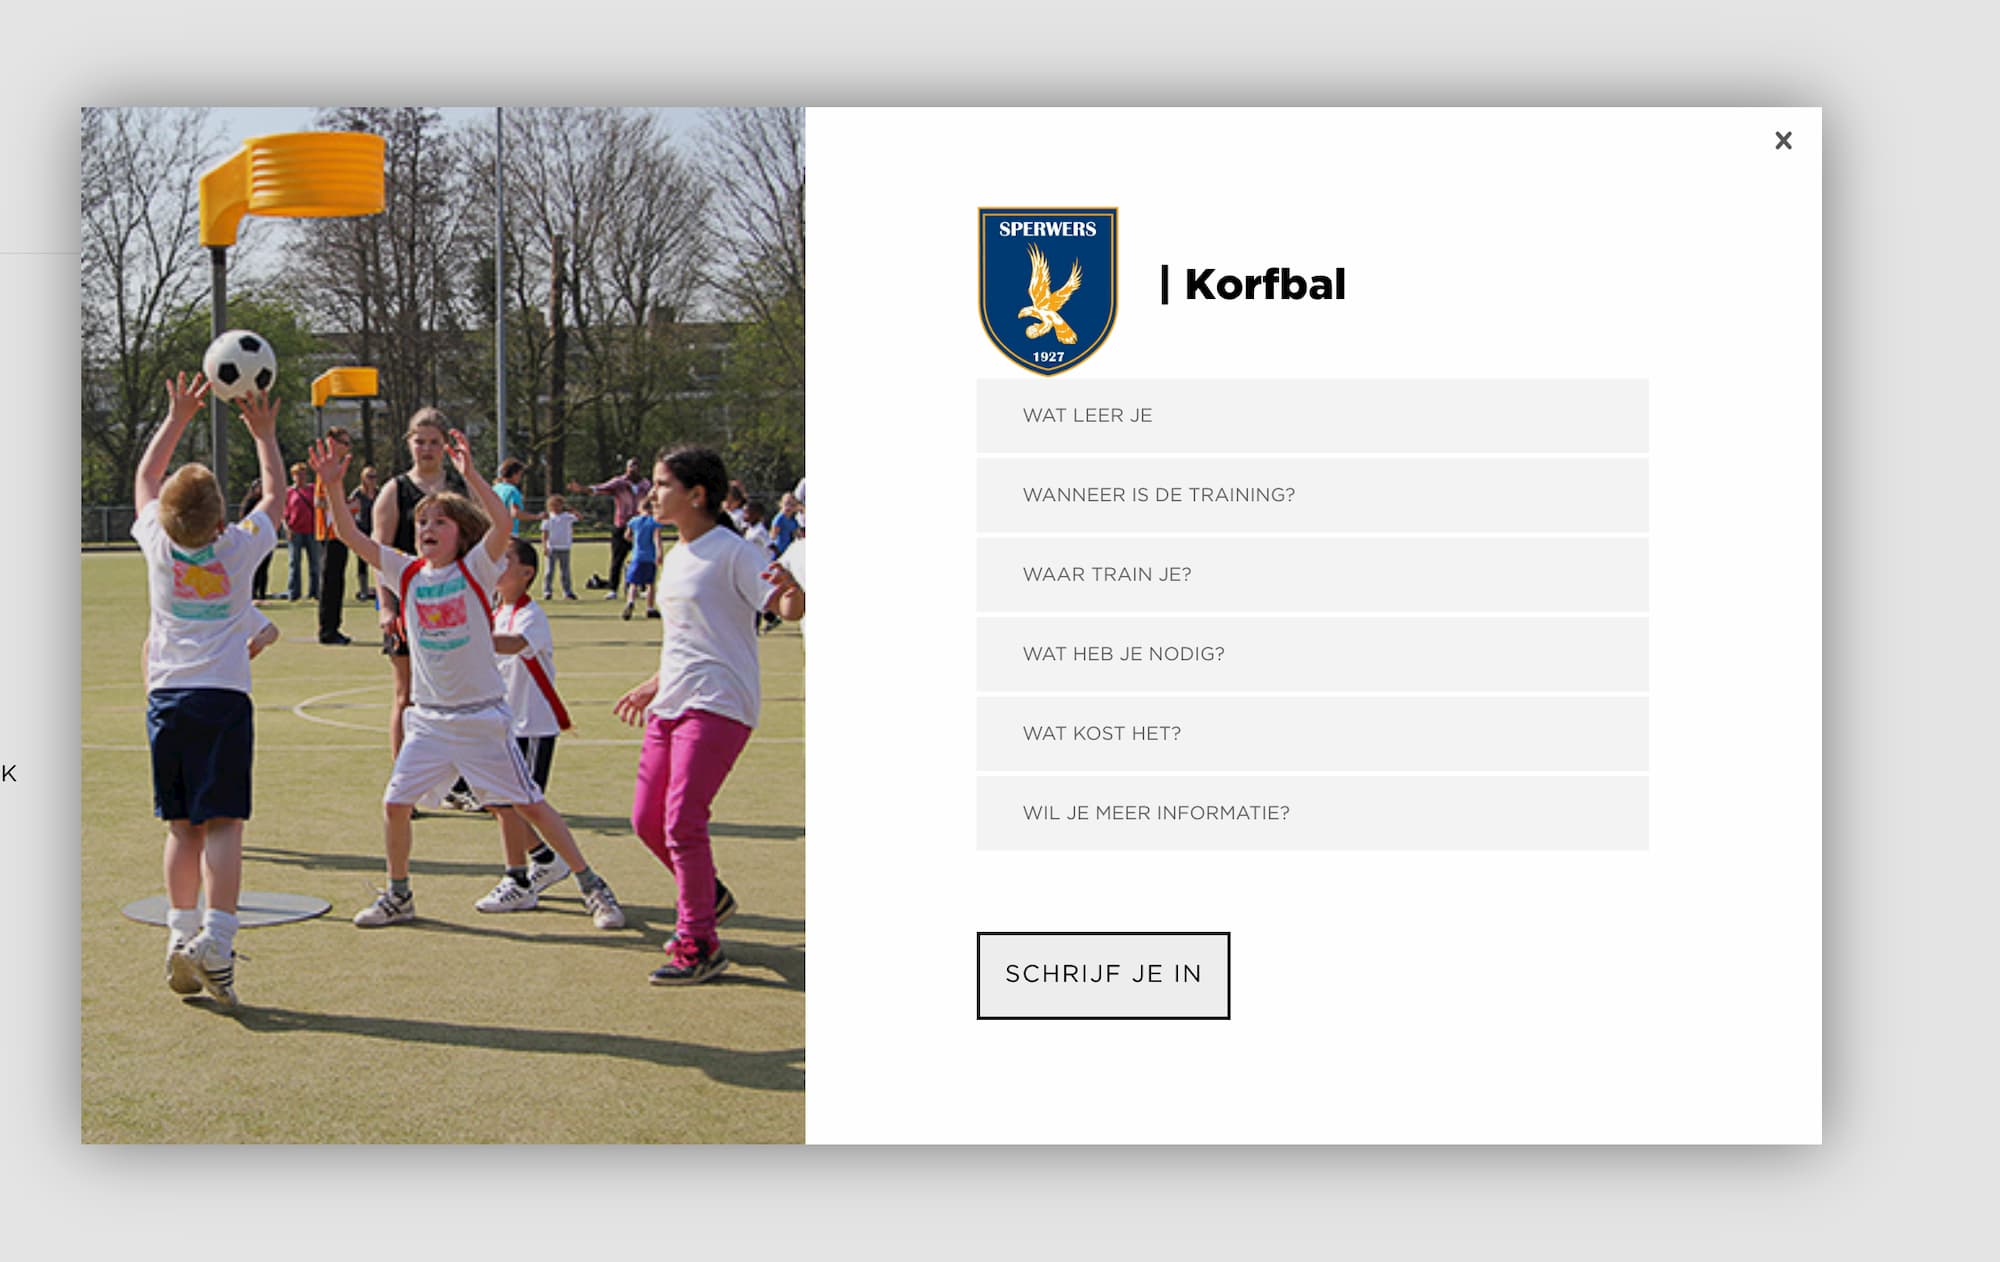 SPERWERS
1927
| Korfbal
WAT LEER JE
WANNEER IS DE TRAINING?
WAAR TRAIN JE?
WAT HEB JE NODIG?
K
WAT KOST HET?
WIL JE MEER INFORMATIE?
SCHRIJF JE IN